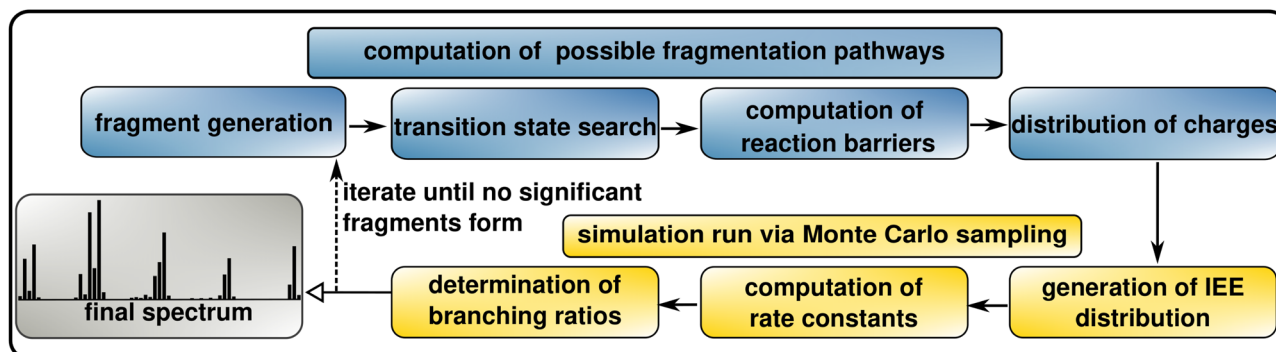 computation of possible fragmentation pathways
fragment generation
transition state search
computation of
reaction barriers
distribution of charges
iterate until no significant
fragments form
simulation run via Monte Carlo sampling
final spectrum
determination of
branching ratios
computation of
rate constants
generation of IEE
distribution